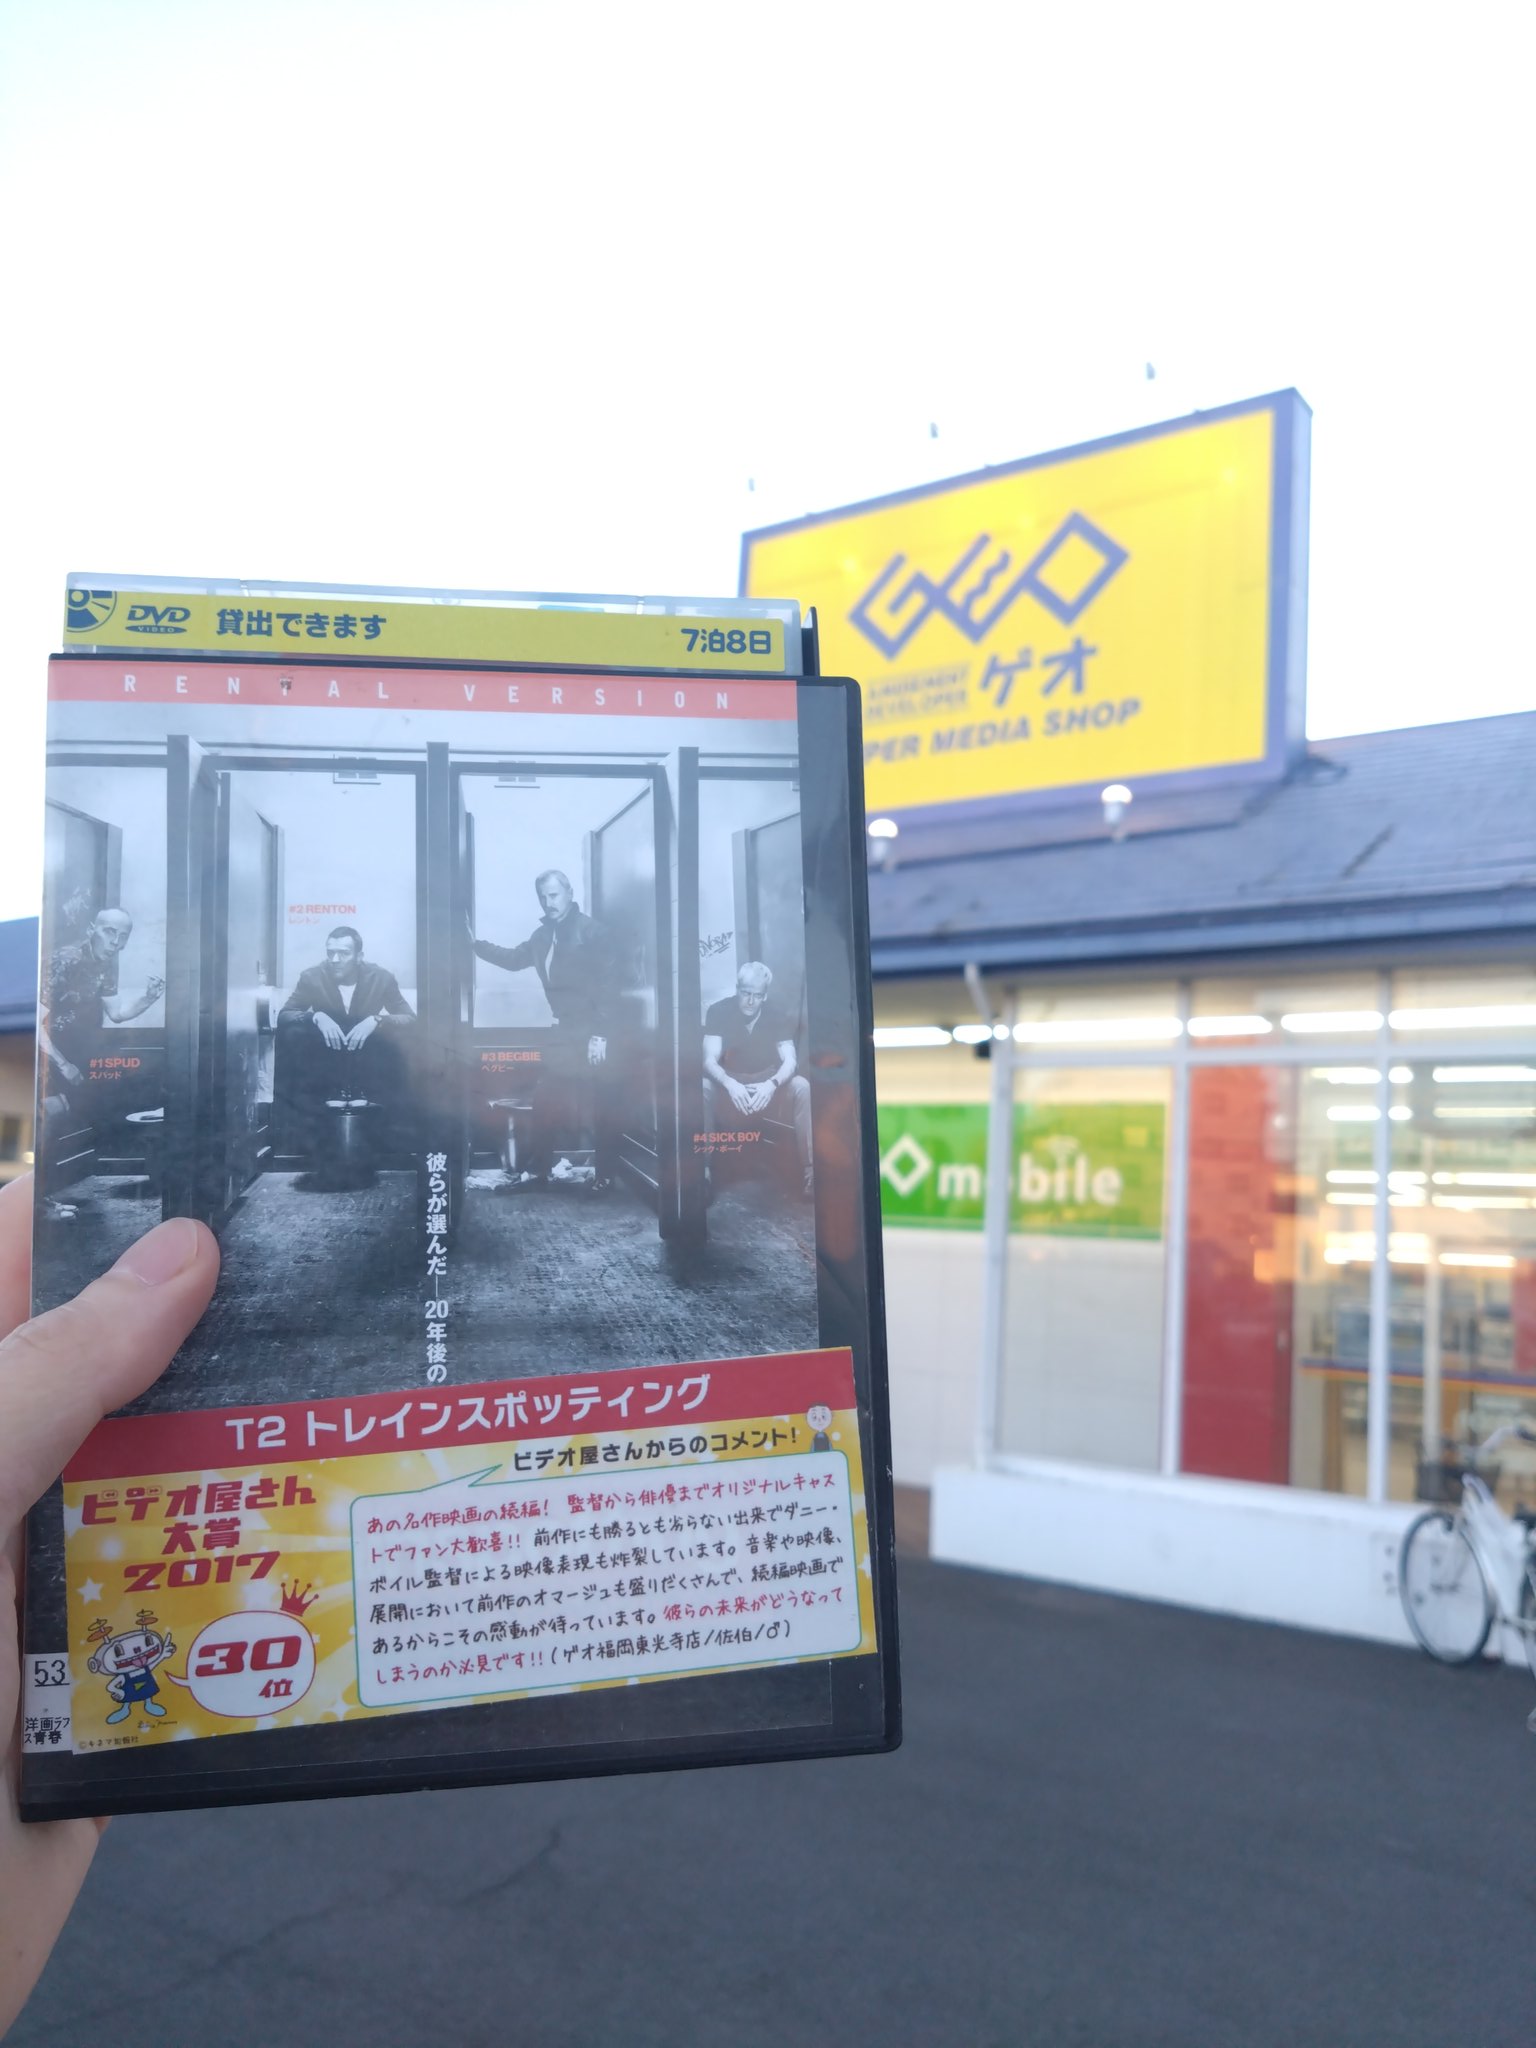 DVD VIDEO 貸出できます 7泊8日
RENTAL VERSION
#1 SPUD
スパッド
#2 RENTON
レントン
#3 BEGBIE
ベグビー
#4 SICK BOY
シック・ボーイ
彼らが選んだ―20年後の
T2 トレインスポッティング
ビデオ屋さん
大賞
2017
30
位
ビデオ屋さんからのコメント!
あの名作映画の続編! 監督から俳優までオリジナルキャス
トでファン大歓喜!! 前作にも勝るとも劣らない出来でダニー・
ボイル監督による映像表現も炸裂しています。音楽や映像、
展開において前作のオマージュも盛りだくさんで、続編映画で
あるからこその感動が待っています。彼らの未来がどうなって
しまうのか必見です!!(ゲオ福岡東光寺店/佐伯/♂)
53
洋画ラブ
ス青春
©キネマ旬報社
GEO
AMUSEMENT
DEVELOPER
ゲオ
PER MEDIA SHOP
mobile